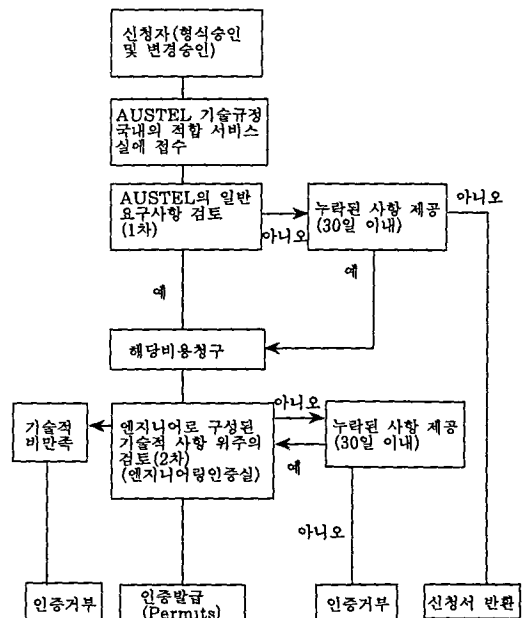 신청자(형식승인
및 변경승인)
AUSTEL 기술규정
국내의 적합 서비스
실에 접수
AUSTEL의 일반
요구사항 검토
(1차)
아니오
누락된 사항 제공
(30일 이내)
아니오
예
예
해당비용청구
기술적
비만족
엔지니어로 구성된
기술적 사항 위주의
검토(2차)
(엔지니어링인증실)
아니오
예
누락된 사항 제공
(30일 이내)
아니오
인증거부
인증발급
(Permits)
인증거부
신청서 반환